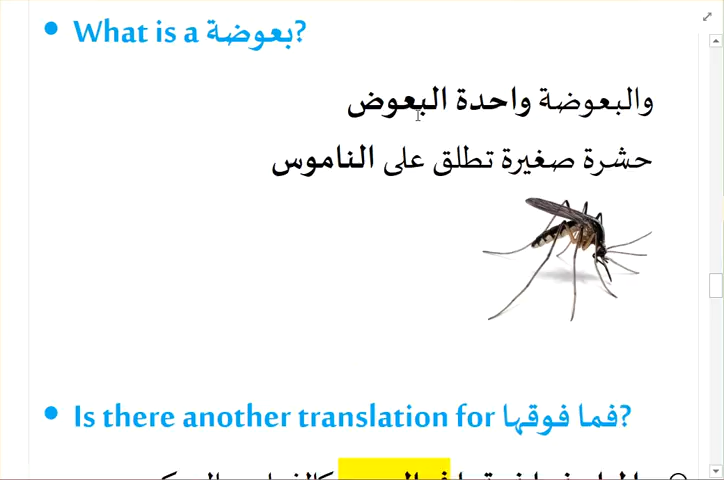 • What is a بعوضة?
والبعوضة واحدة البعوض
حشرة صغيرة تطلق على الناموس
• Is there another translation for فما فوقها?